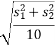 √((s₁² + s₂²)/10)